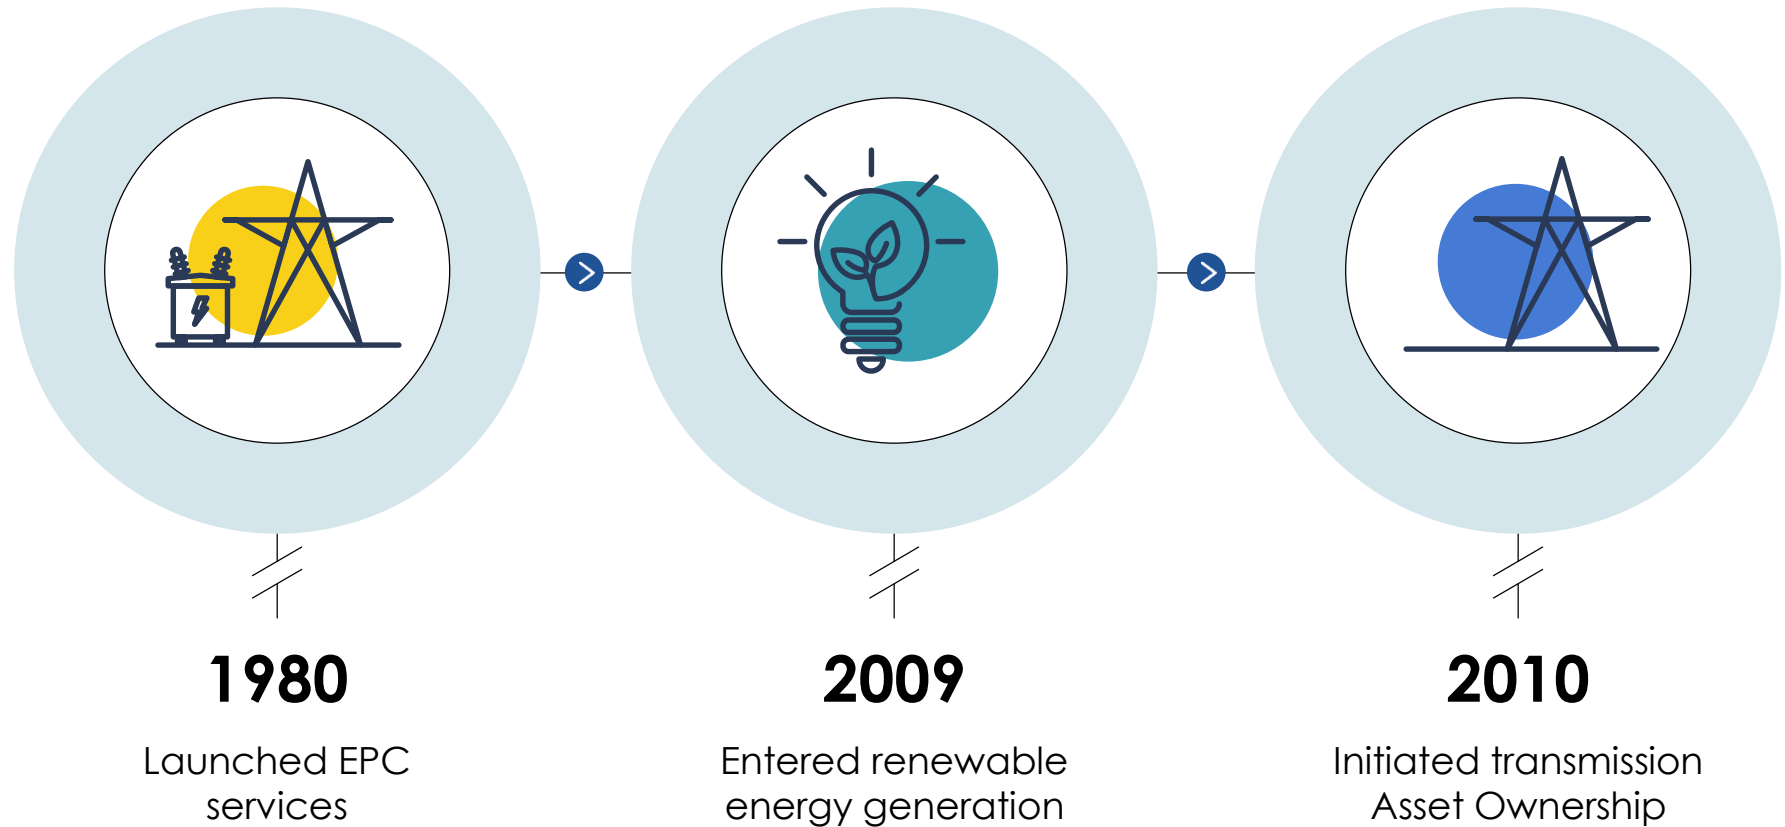 1980
Launched EPC
services
2009
Entered renewable
energy generation
2010
Initiated transmission
Asset Ownership